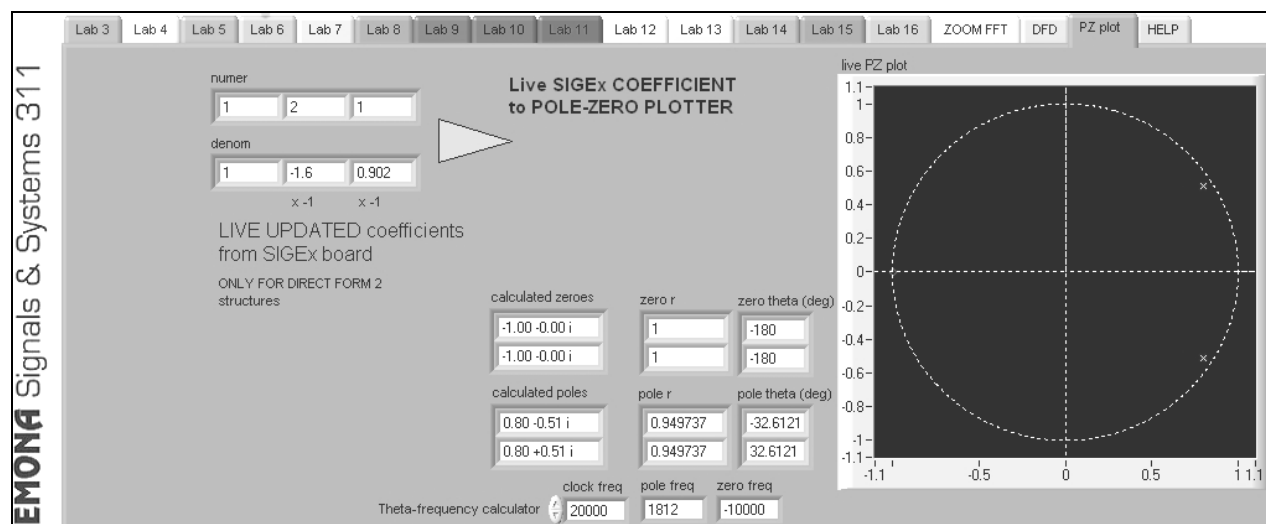 Lab 3 Lab 4 Lab 5 Lab 6 Lab 7 Lab 8 Lab 9 Lab 10 Lab 11 Lab 12 Lab 13 Lab 14 Lab 15 Lab 16 ZOOM FFT DFD PZ plot HELP
EMONA Signals & Systems 311
numer
1 2 1
denom
1 -1.6 0.902
x -1 x -1
LIVE UPDATED coefficients
from SIGEx board
ONLY FOR DIRECT FORM 2
structures
Live SIGEx COEFFICIENT
to POLE-ZERO PLOTTER
calculated zeroes zero r zero theta (deg)
-1.00 -0.00 i 1 -180
-1.00 -0.00 i 1 -180
calculated poles pole r pole theta (deg)
0.80 -0.51 i 0.949737 -32.6121
0.80 +0.51 i 0.949737 32.6121
clock freq pole freq zero freq
Theta-frequency calculator 20000 1812 -10000
live PZ plot
1.1
1
0.8
0.6
0.4
0.2
0
-0.2
-0.4
-0.6
-0.8
-1
-1.1
-1.1 -0.5 0 0.5 1 1.1